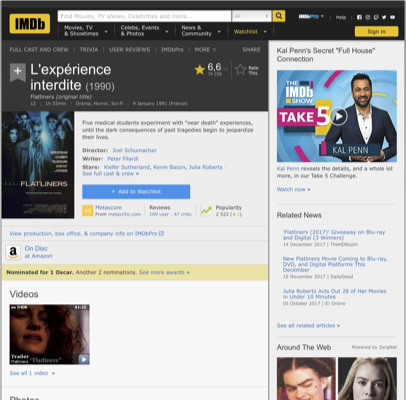 IMDb
Find Movies, TV shows, Celebrities and more...
All
IMDbPro
Help
Movies, TV
& Showtimes
Celebs, Events
& Photos
News &
Community
Watchlist
Sign in
FULL CAST AND CREW | TRIVIA | USER REVIEWS | IMDbPro | MORE
SHARE
L'expérience
interdite (1990)
6,6
Rate
This
Flatliners (original title)
12 | 1h 55min | Drama, Horror, Sci-Fi | 9 January 1991 (France)
FLATLINERS
Five medical students experiment with "near death" experiences,
until the dark consequences of past tragedies begin to jeopardize
their lives.
Director: Joel Schumacher
Writer: Peter Filardi
Stars: Kiefer Sutherland, Kevin Bacon, Julia Roberts
See full cast & crew »
+ Add to Watchlist
Metascore
From metacritic.com
Reviews
169 user · 47 critic
Popularity
View production, box office, & company info on IMDbPro
On Disc
at Amazon
Nominated for 1 Oscar. Another 2 nominations. See more awards »
Videos
Trailer
"Flatliners"
See all 1 video »
Photos
Kal Penn's Secret "Full House"
Connection
THE
IMDb
SHOW
TAKE 5
KAL PENN
Kal Penn reveals the details, and a whole lot
more, in our Take 5 Challenge.
Watch now »
Related News
'Flatliners (2017)' Giveaway on Blu-ray
and Digital (3 Winners)
14 December 2017 | TheHDRoom
New Flatliners Movie Coming to Blu-ray,
DVD, and Digital Platforms This
December
15 November 2017 | DailyDead
Julia Roberts Acts Out 26 of Her Movies
in Under 10 Minutes
05 October 2017 | E! Online
See all related articles »
Around The Web
Powered by ZergNet